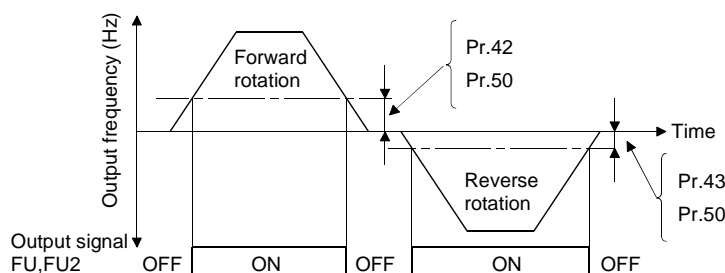 Output frequency (Hz)
Forward
rotation
Pr.42
Pr.50
Time
Reverse
rotation
Pr.43
Pr.50
Output signal
FU,FU2 OFF ON OFF ON OFF